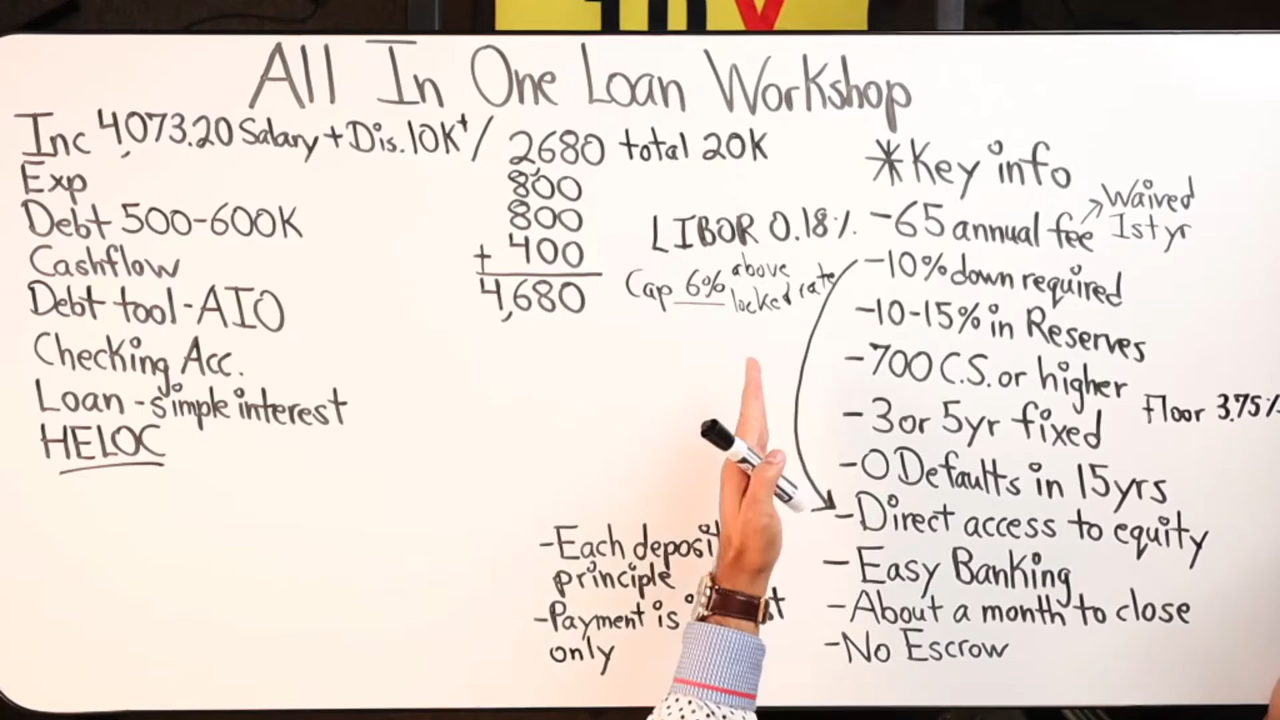 All In One Loan Workshop
Inc 4,073.20 Salary + Dis. 10K+/
Exp
Debt 500-600K
Cashflow
Debt tool - AIO
Checking Acc.
Loan - simple interest
HELOC
2,680 total 20K
800
800
+ 400
4,680
LIBOR 0.18%
Cap 6% above
locked rate
*Key info
-65 annual fee
Waived
1st yr
-10% down required
-10-15% in Reserves
-700 C.S. or higher
-3 or 5yr fixed
Floor 3.75%
-0 Defaults in 15yrs
-Direct access to equity
-Easy Banking
-About a month to close
-No Escrow
-Each
principle
-Payment is
only